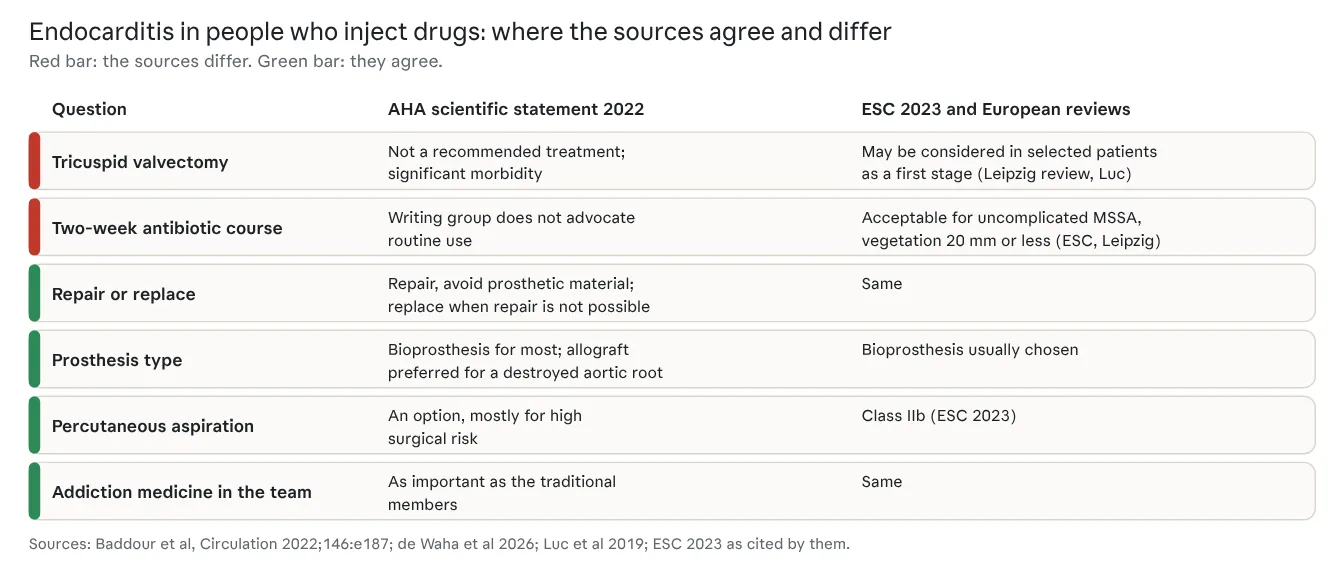 Endocarditis in people who inject drugs: where the sources agree and differ
Red bar: the sources differ. Green bar: they agree.
Question
AHA scientific statement 2022
ESC 2023 and European reviews
Tricuspid valvectomy
Not a recommended treatment;
significant morbidity
May be considered in selected patients
as a first stage (Leipzig review, Luc)
Two-week antibiotic course
Writing group does not advocate
routine use
Acceptable for uncomplicated MSSA,
vegetation 20 mm or less (ESC, Leipzig)
Repair or replace
Repair, avoid prosthetic material;
replace when repair is not possible
Same
Prosthesis type
Bioprosthesis for most; allograft
preferred for a destroyed aortic root
Bioprosthesis usually chosen
Percutaneous aspiration
An option, mostly for high
surgical risk
Class IIb (ESC 2023)
Addiction medicine in the team
As important as the traditional
members
Same
Sources: Baddour et al, Circulation 2022;146:e187; de Waha et al 2026; Luc et al 2019; ESC 2023 as cited by them.